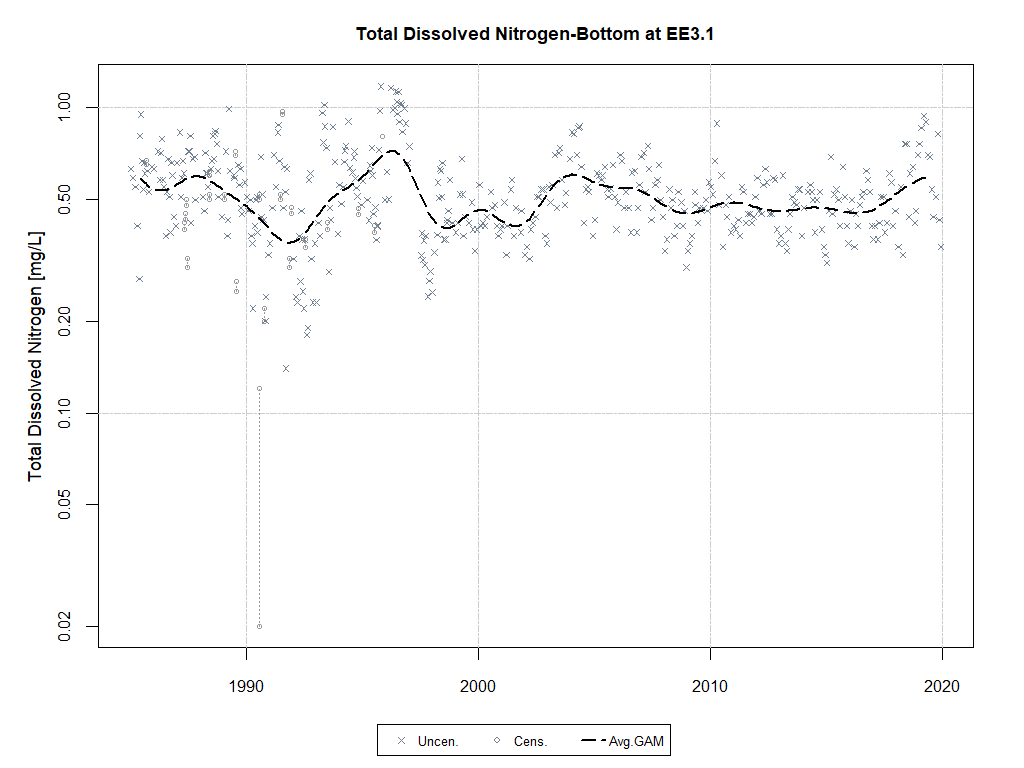 Total Dissolved Nitrogen-Bottom at EE3.1
Total Dissolved Nitrogen [mg/L]
1.00
0.50
0.20
0.10
0.05
0.02
1990 2000 2010 2020
Uncen. Cens. Avg.GAM